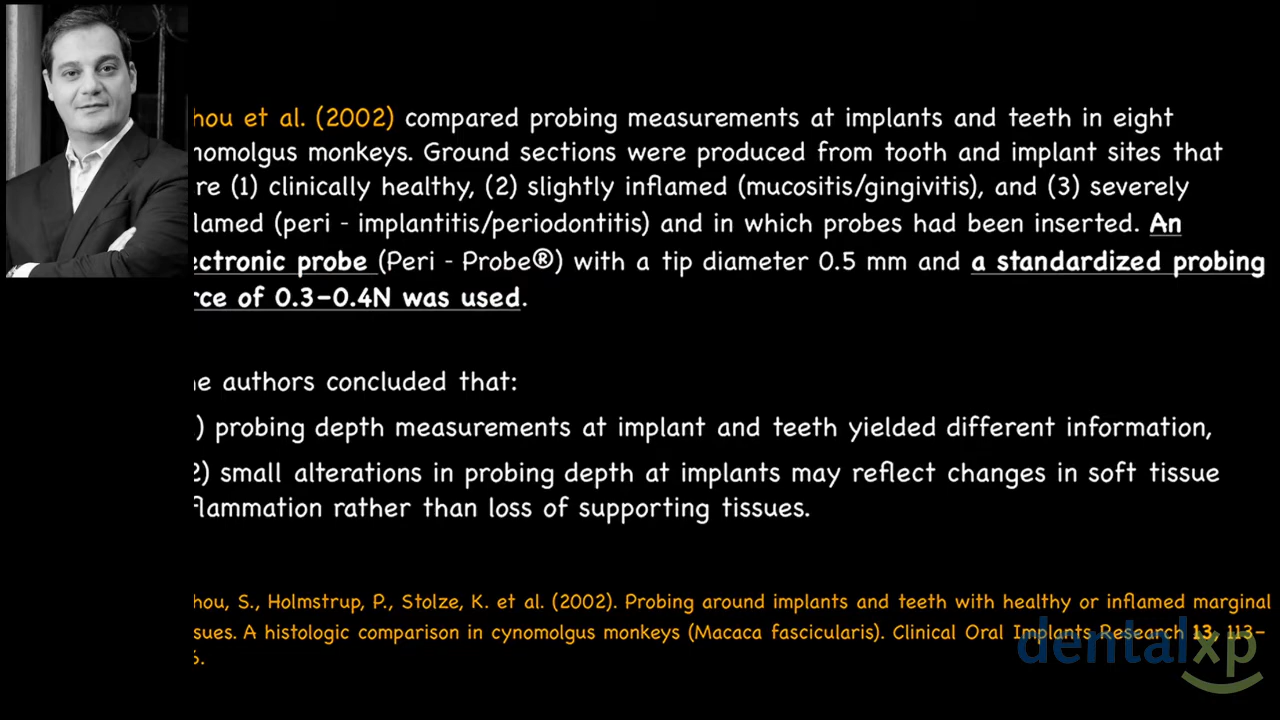 hou et al. (2002) compared probing measurements at implants and teeth in eight
nomolgus monkeys. Ground sections were produced from tooth and implant sites that
re (1) clinically healthy, (2) slightly inflamed (mucositis/gingivitis), and (3) severely
lamed (peri - implantitis/periodontitis) and in which probes had been inserted. An
ectronic probe (Peri - Probe®) with a tip diameter 0.5 mm and a standardized probing
rce of 0.3–0.4N was used.
e authors concluded that:
) probing depth measurements at implant and teeth yielded different information,
2) small alterations in probing depth at implants may reflect changes in soft tissue
flammation rather than loss of supporting tissues.
hou, S., Holmstrup, P., Stolze, K. et al. (2002). Probing around implants and teeth with healthy or inflamed marginal
sues. A histologic comparison in cynomolgus monkeys (Macaca fascicularis). Clinical Oral Implants Research 13, 113–
6.
dentalxp